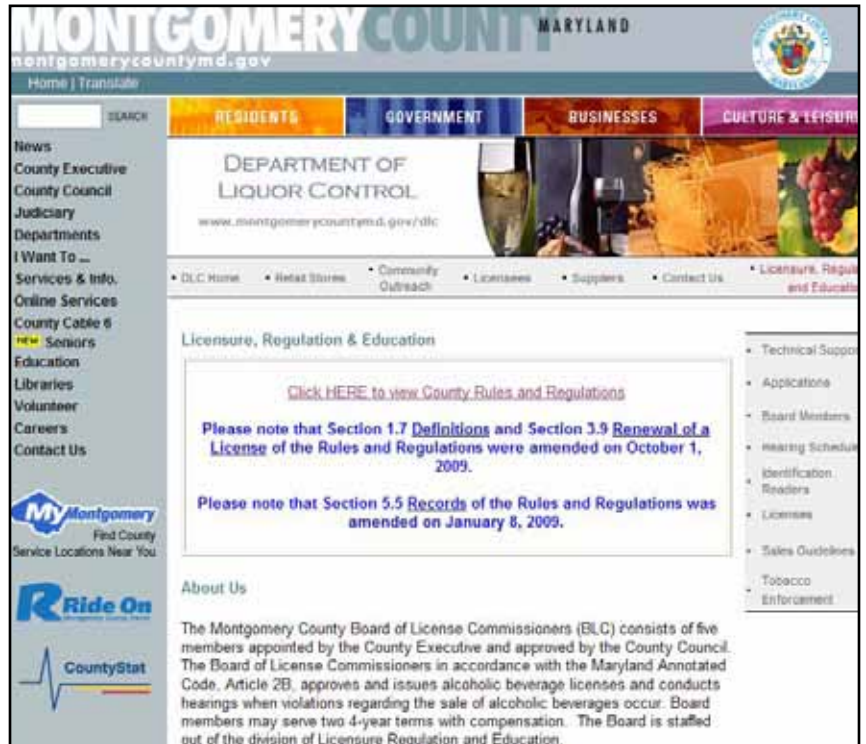 MONTGOMERYCOUNTY MARYLAND
montgomerycountymd.gov
Home | Translate
SEARCH
RESIDENTS GOVERNMENT BUSINESSES CULTURE & LEISURE
News
County Executive
County Council
Judiciary
Departments
I Want To ...
Services & Info.
Online Services
County Cable 6
NEW Seniors
Education
Libraries
Volunteer
Careers
Contact Us
MyMontgomery
Find County
Service Locations Near You
Ride On
CountyStat
DEPARTMENT OF
LIQUOR CONTROL
www.montgomerycountymd.gov/dlc
• DLC Home • Retail Stores • Community Outreach • Licensees • Suppliers • Contact Us • Licensure, Regul
and Educatio
Licensure, Regulation & Education
Click HERE to view County Rules and Regulations
Please note that Section 1.7 Definitions and Section 3.9 Renewal of a
License of the Rules and Regulations were amended on October 1,
2009.
Please note that Section 5.5 Records of the Rules and Regulations was
amended on January 8, 2009.
About Us
The Montgomery County Board of License Commissioners (BLC) consists of five
members appointed by the County Executive and approved by the County Council.
The Board of License Commissioners in accordance with the Maryland Annotated
Code, Article 2B, approves and issues alcoholic beverage licenses and conducts
hearings when violations regarding the sale of alcoholic beverages occur. Board
members may serve two 4-year terms with compensation. The Board is staffed
out of the division of Licensure Regulation and Education.
• Technical Suppor
• Applications
• Board Members
• Hearing Schedule
• Identification
Readers
• Licenses
• Sales Guidelines
• Tobacco
Enforcement